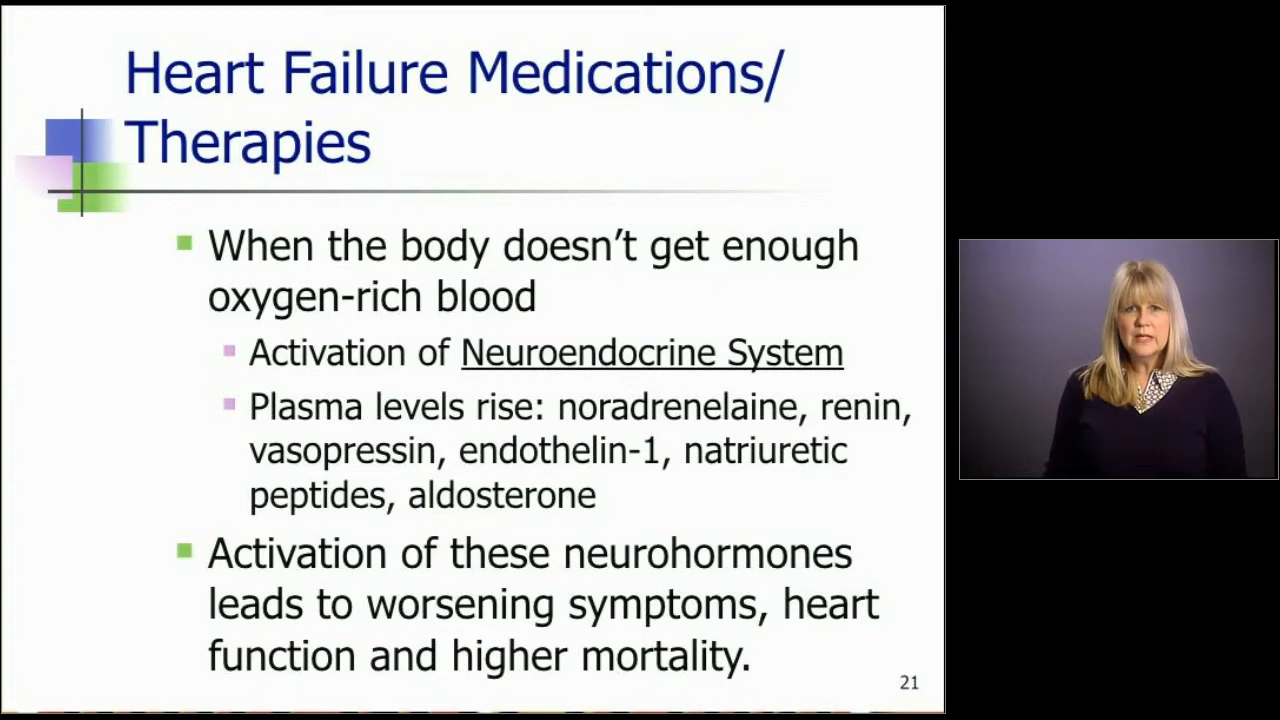 Heart Failure Medications/
Therapies
When the body doesn’t get enough
oxygen-rich blood
Activation of Neuroendocrine System
Plasma levels rise: noradrenelaine, renin,
vasopressin, endothelin-1, natriuretic
peptides, aldosterone
Activation of these neurohormones
leads to worsening symptoms, heart
function and higher mortality.
21